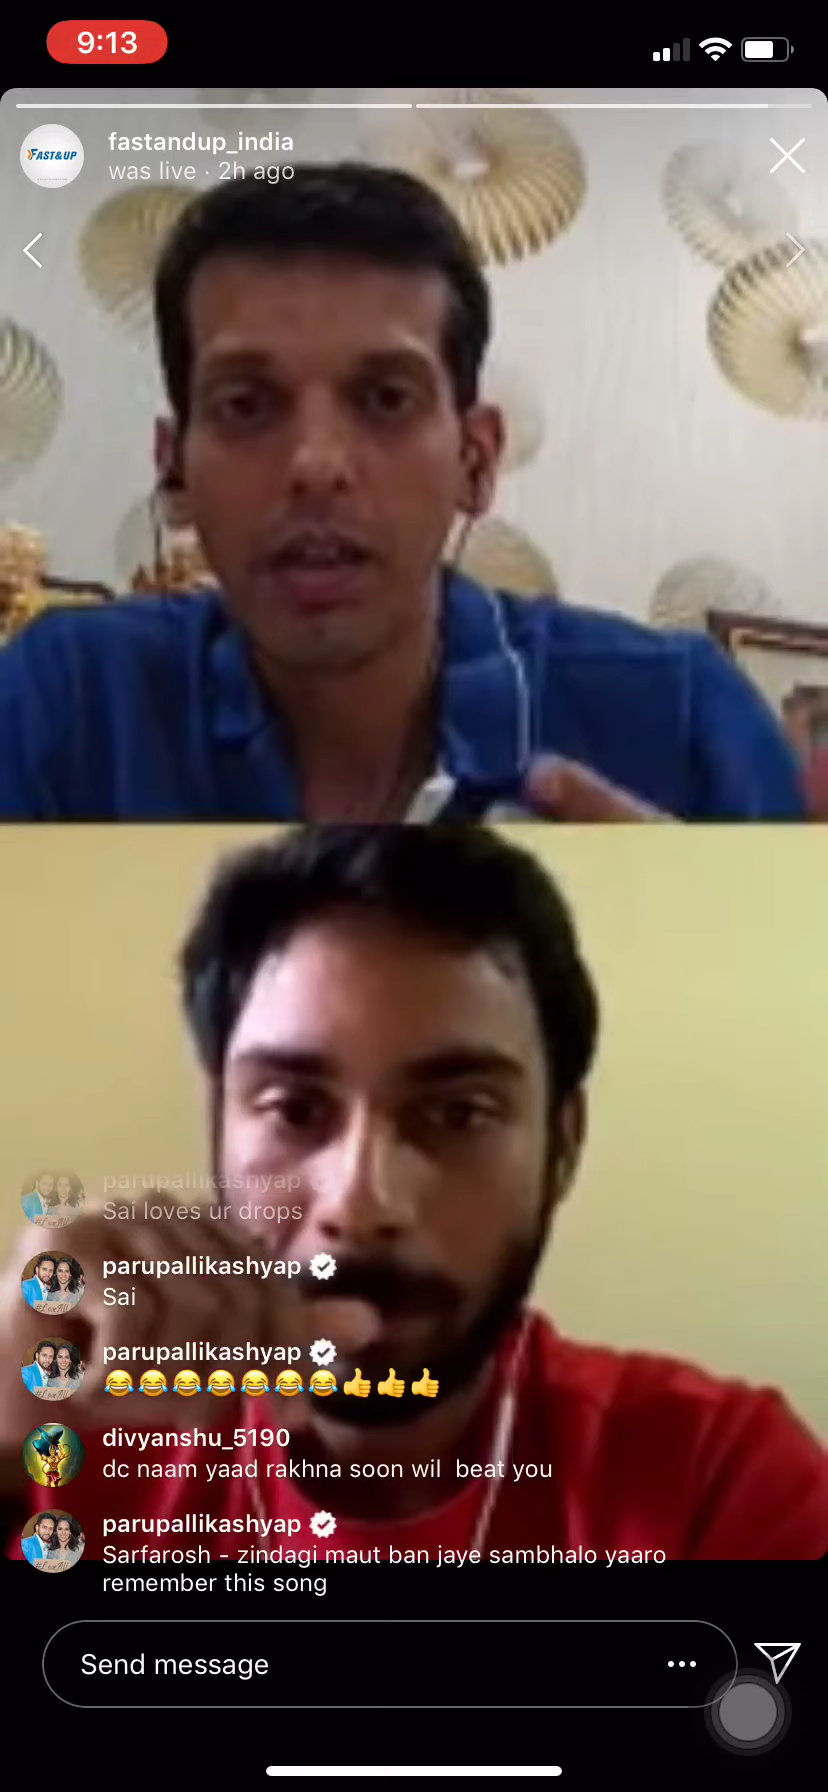 9:13
FAST&UP
fastandup_india
was live · 2h ago
parupallikashyap
Sai loves ur drops
parupallikashyap
Sai
parupallikashyap
😂😂😂😂😂😂😂👍👍👍
divyanshu_5190
dc naam yaad rakhna soon wil  beat you
parupallikashyap
Sarfarosh - zindagi maut ban jaye sambhalo yaaro
remember this song
Send message